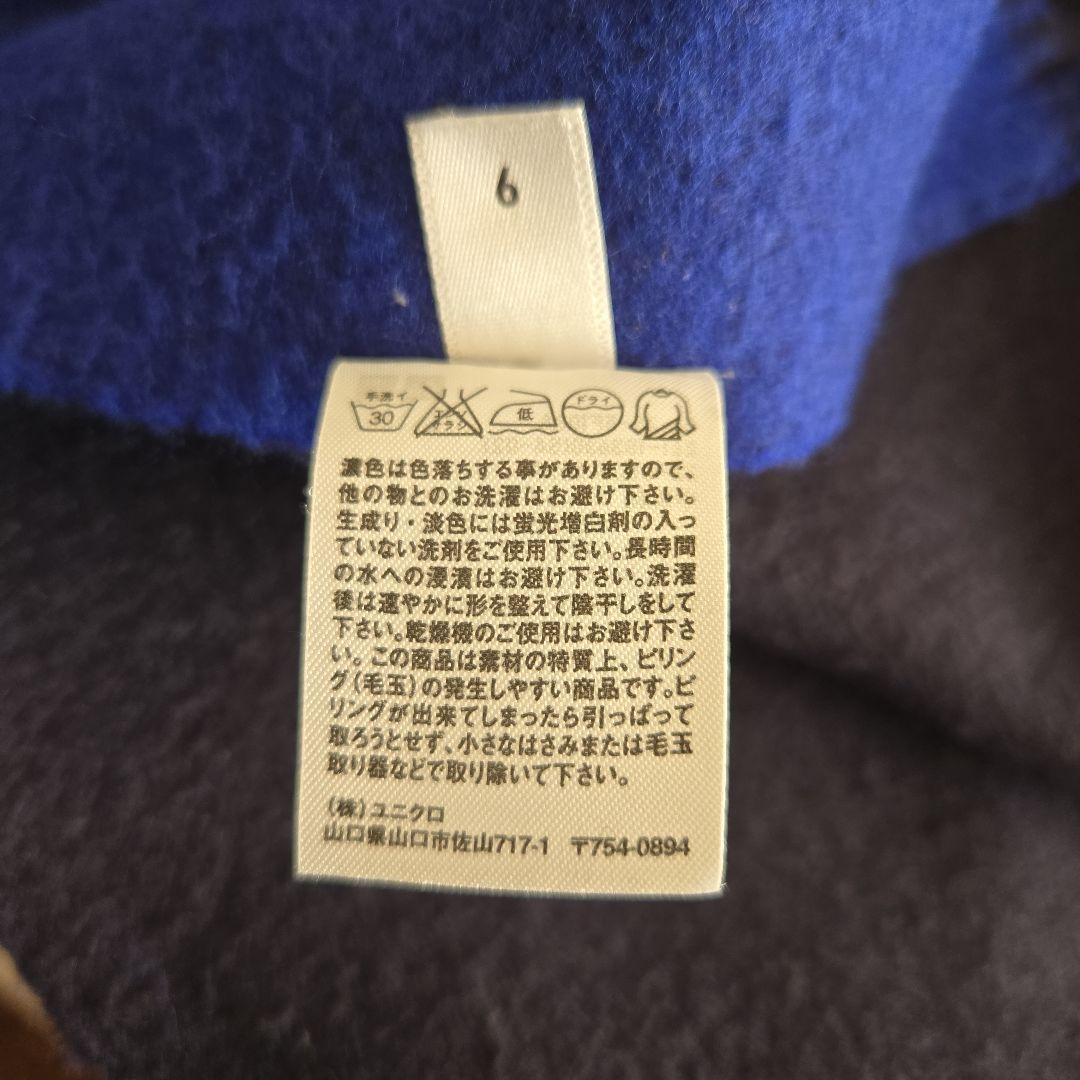 6
手洗イ 30 エンソサラシ 低 ドライ
濃色は色落ちする事がありますので、
他の物とのお洗濯はお避け下さい。
生成り・淡色には蛍光増白剤の入っ
ていない洗剤をご使用下さい。長時間
の水への浸漬はお避け下さい。洗濯
後は速やかに形を整えて陰干しをして
下さい。乾燥機のご使用はお避け下さ
い。この商品は素材の特質上、ピリン
グ(毛玉)の発生しやすい商品です。ピ
リングが出来てしまったら引っぱって
取ろうとせず、小さなはさみまたは毛玉
取り器などで取り除いて下さい。
(株)ユニクロ
山口県山口市佐山717-1 〒754-0894